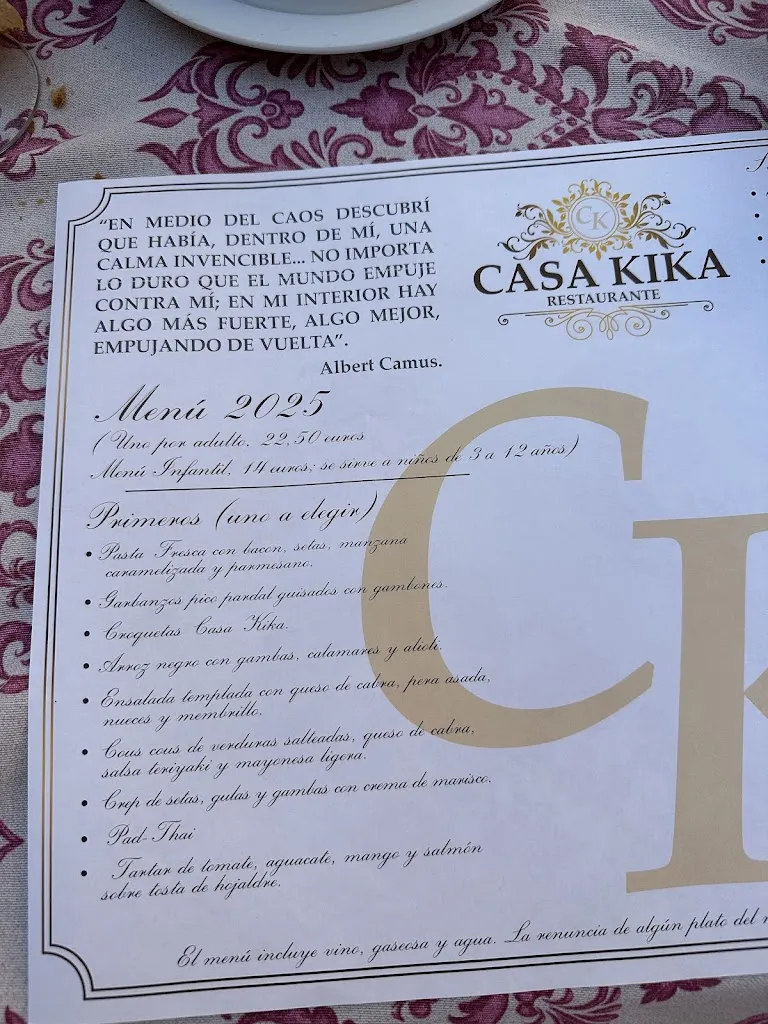 “EN MEDIO DEL CAOS DESCUBRÍ
QUE HABÍA, DENTRO DE MÍ, UNA
CALMA INVENCIBLE... NO IMPORTA
LO DURO QUE EL MUNDO EMPUJE
CONTRA MÍ; EN MI INTERIOR HAY
ALGO MÁS FUERTE, ALGO MEJOR,
EMPUJANDO DE VUELTA”.
Albert Camus.
CK
CASA KIKA
RESTAURANTE
Menú 2025
(Uno por adulto, 22,50 euros
Menú Infantil, 14 euros; se sirve a niños de 3 a 12 años)
Primeros (uno a elegir)
• Pasta Fresca con bacon, setas, manzana
caramelizada y parmesano.
• Garbanzos pico pardal guisados con gambones.
• Croquetas Casa Kika.
• Arroz negro con gambas, calamares y alioli.
• Ensalada templada con queso de cabra, pera asada,
nueces y membrillo.
• Cous cous de verduras salteadas, queso de cabra,
salsa teriyaki y mayonesa ligera.
• Crep de setas, gulas y gambas con crema de marisco.
• Pad-Thai
• Tartar de tomate, aguacate, mango y salmón
sobre tosta de hojaldre.
El menú incluye vino, gaseosa y agua. La renuncia de algún plato del
CK